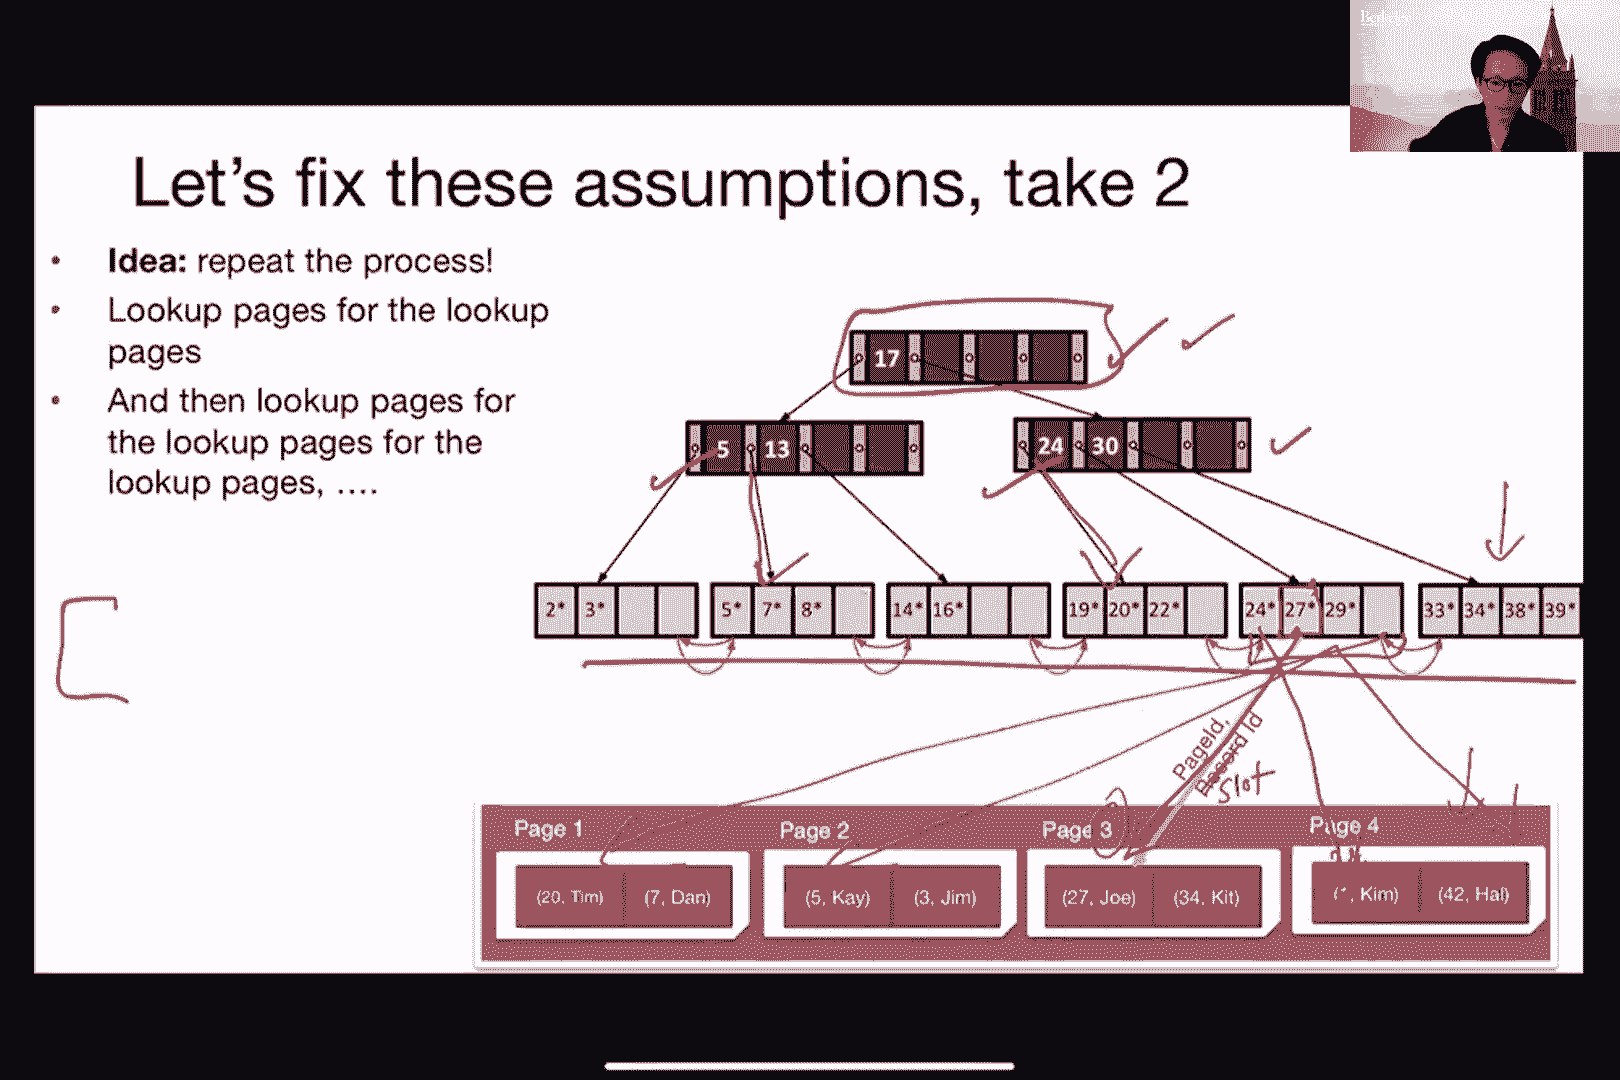 Berkeley
Let's fix these assumptions, take 2
• Idea: repeat the process!
• Lookup pages for the lookup
pages
• And then lookup pages for
the lookup pages for the
lookup pages, ....
17
5 13
24 30
2* 3*
5* 7* 8*
14* 16*
19* 20* 22*
24* 27* 29*
33* 34* 38* 39*
PageId,
Record Id
Slot
Page 1
(20, Tim) (7, Dan)
Page 2
(5, Kay) (3, Jim)
Page 3
(27, Joe) (34, Kit)
Page 4
(*, Kim) (42, Hal)